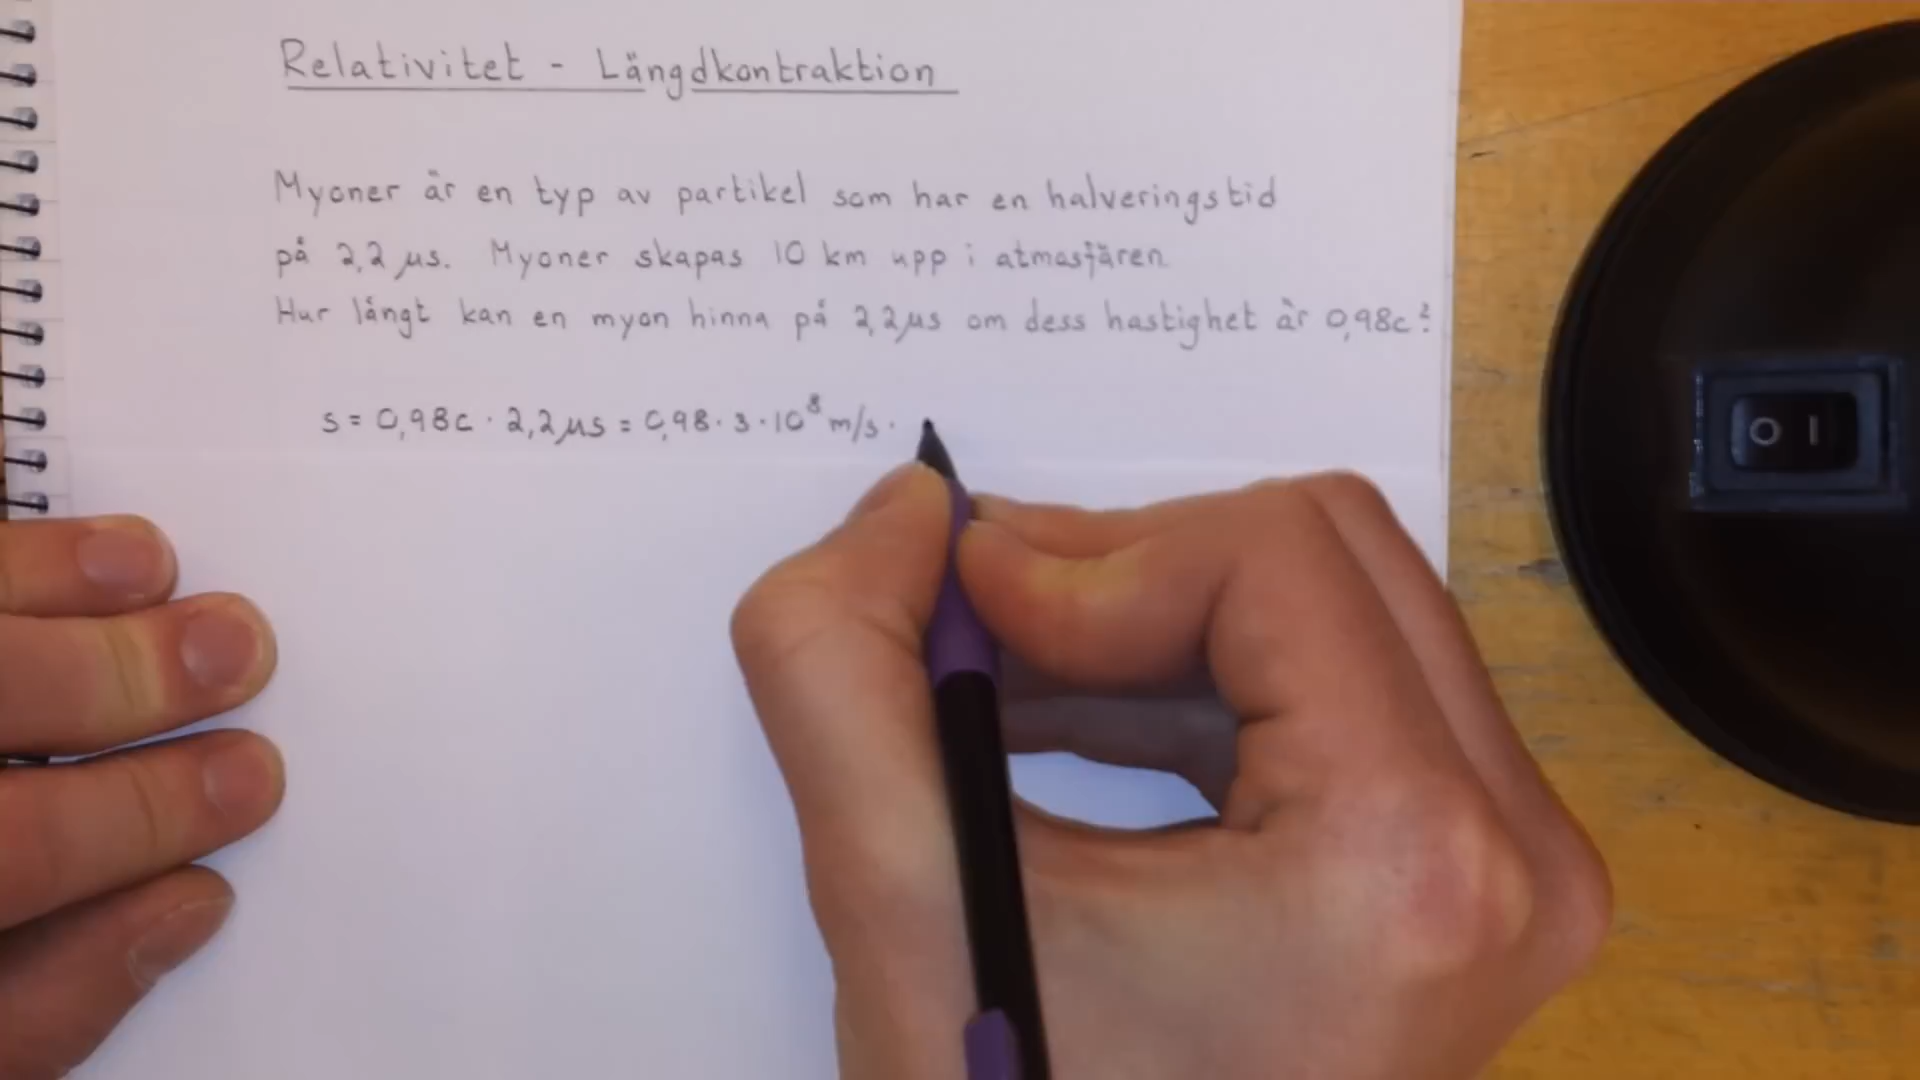 Relativitet - Längdkontraktion
Myoner är en typ av partikel som har en halveringstid
på 2,2 µs. Myoner skapas 10 km upp i atmosfären
Hur långt kan en myon hinna på 2,2µs om dess hastighet är 0,98c?
s = 0,98c · 2,2µs = 0,98 · 3 · 10⁸ m/s ·
O I